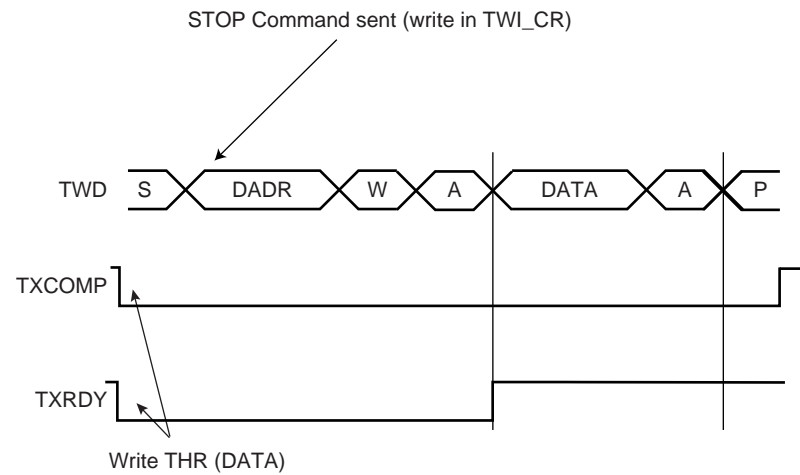 STOP Command sent (write in TWI_CR)
TWD S DADR W A DATA A P
TXCOMP
TXRDY
Write THR (DATA)